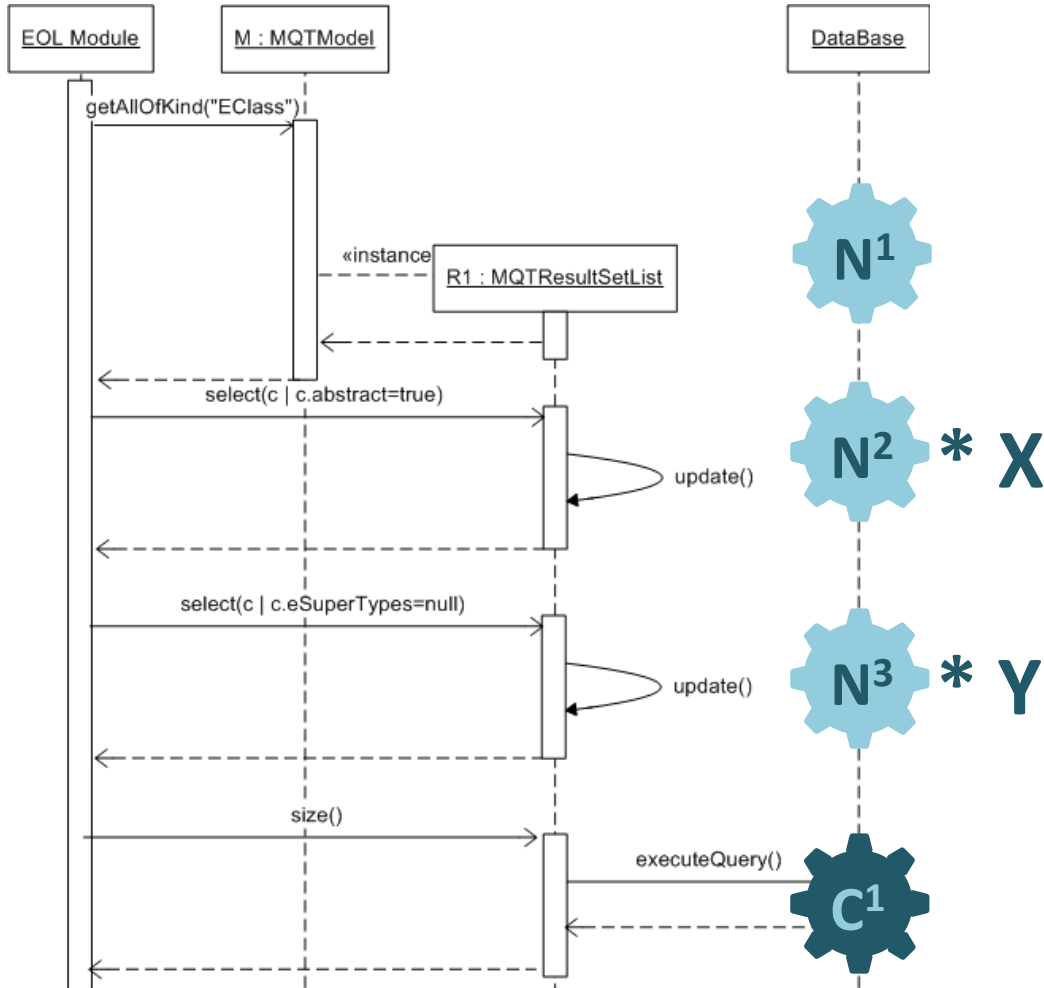 EOL Module
M : MQTModel
DataBase
getAllOfKind("EClass")
N¹
«instance
R1 : MQTResultSetList
select(c | c.abstract=true)
N² * X
update()
select(c | c.eSuperTypes=null)
N³ * Y
update()
size()
executeQuery()
C¹